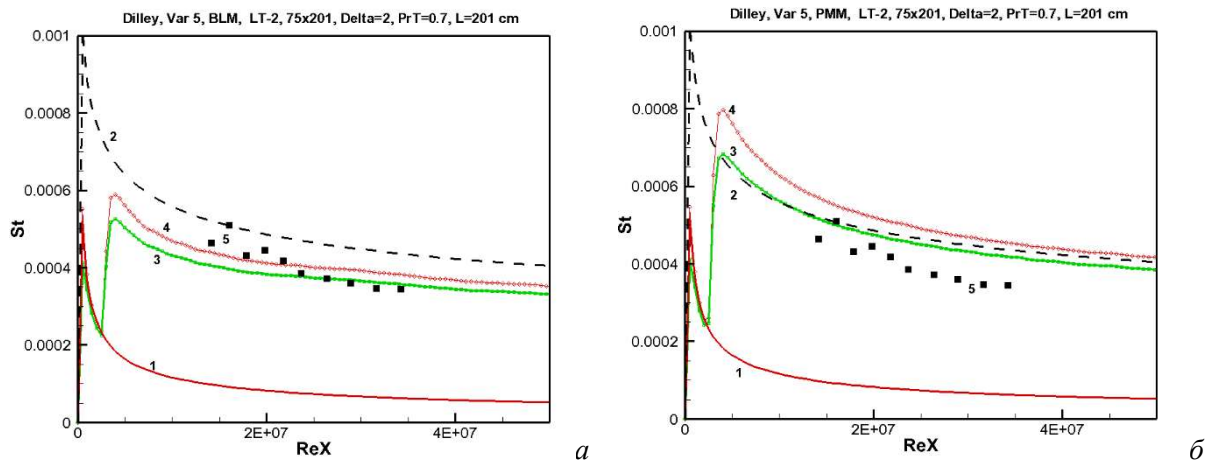 Dilley, Var 5, BLM, LT-2, 75x201, Delta=2, PrT=0.7, L=201 cm
0.001
0.0008
0.0006
0.0004
0.0002
0
St
2
4
5
3
1
0
2E+07
4E+07
ReX
а
Dilley, Var 5, PMM, LT-2, 75x201, Delta=2, PrT=0.7, L=201 cm
0.001
0.0008
0.0006
0.0004
0.0002
0
St
4
3
2
5
1
0
2E+07
4E+07
ReX
б